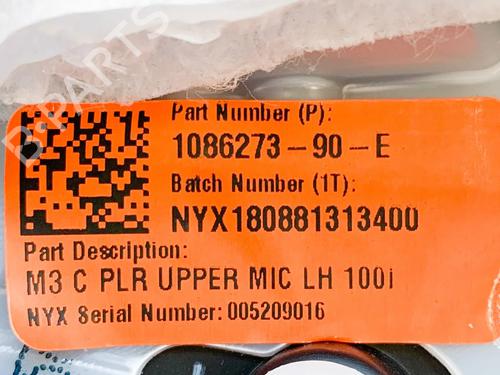 Part Number (P):
1086273-90-E
Batch Number (1T):
NYX180881313400
Part Description:
M3 C PLR UPPER MIC LH 100i
NYX Serial Number: 005209016
B-PARTS